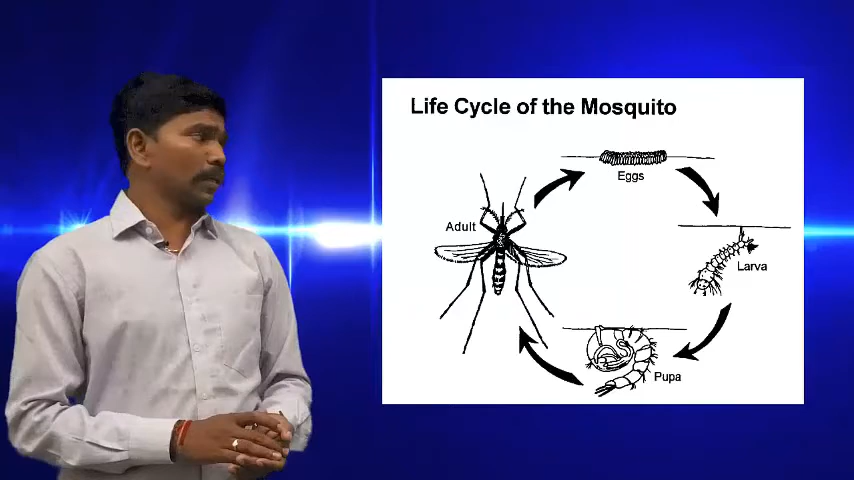 Life Cycle of the Mosquito
Eggs
Adult
Larva
Pupa